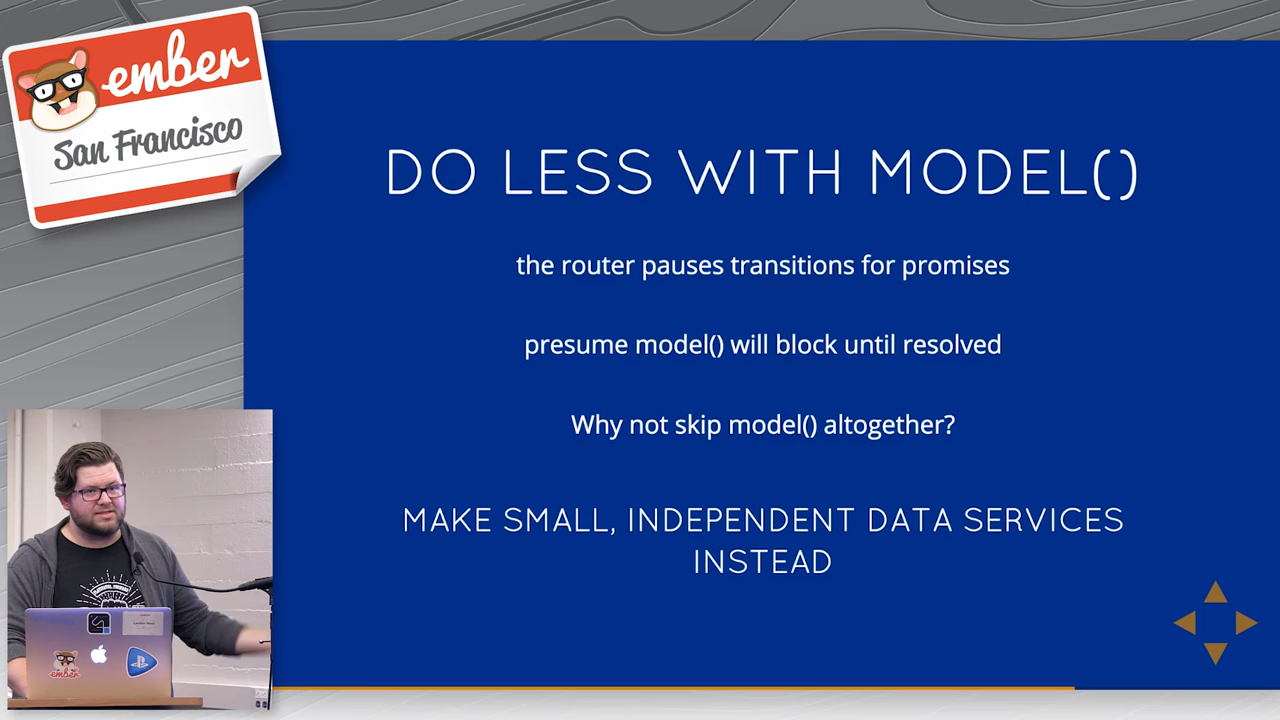 ember
San Francisco
DO LESS WITH MODEL()
the router pauses transitions for promises
presume model() will block until resolved
Why not skip model() altogether?
MAKE SMALL, INDEPENDENT DATA SERVICES
INSTEAD
ember